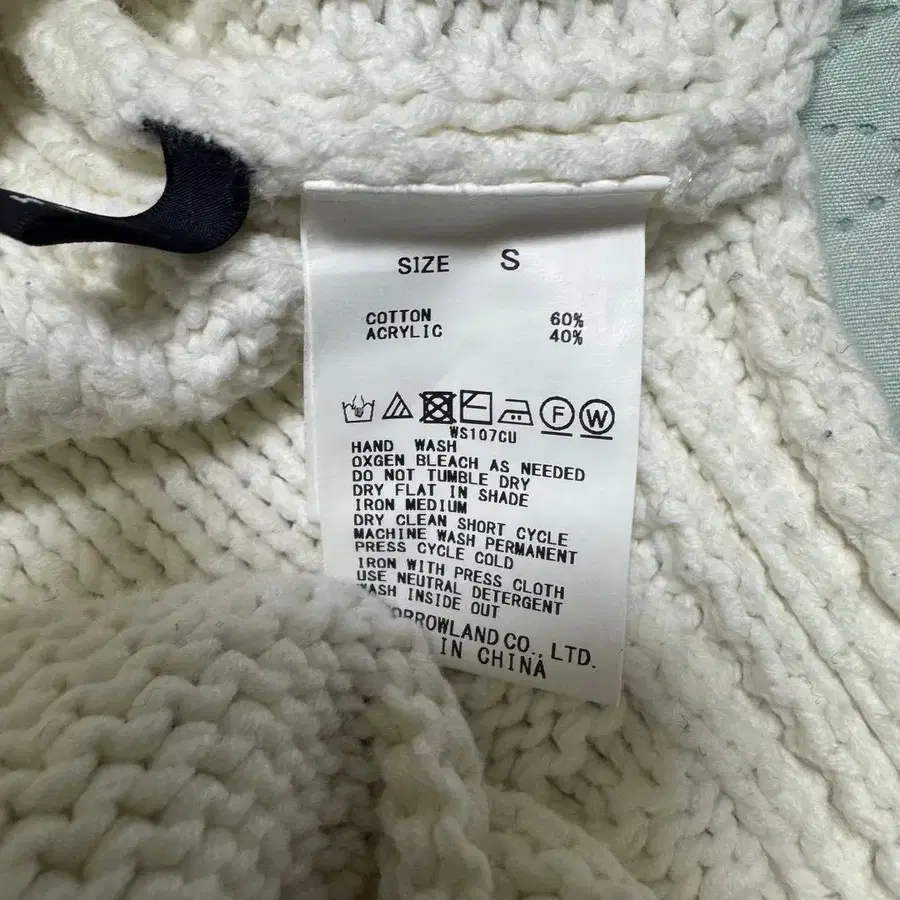 SIZE S
COTTON 60%
ACRYLIC 40%
F W
WS107CU
HAND WASH
OXGEN BLEACH AS NEEDED
DO NOT TUMBLE DRY
DRY FLAT IN SHADE
IRON MEDIUM
DRY CLEAN SHORT CYCLE
MACHINE WASH PERMANENT
PRESS CYCLE COLD
IRON WITH PRESS CLOTH
USE NEUTRAL DETERGENT
WASH INSIDE OUT
ORROWLAND CO., LTD.
IN CHINA